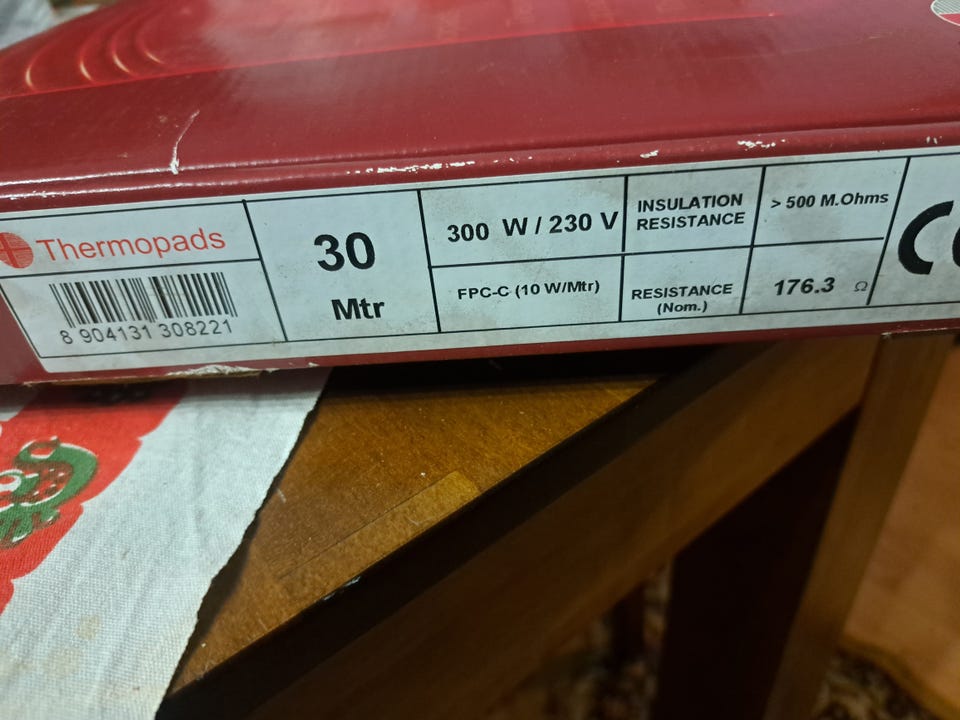 Thermopads
8 904131 308221
30
Mtr
300 W / 230 V
FPC-C (10 W/Mtr)
INSULATION
RESISTANCE
> 500 M.Ohms
RESISTANCE
(Nom.)
176.3 Ω
CE